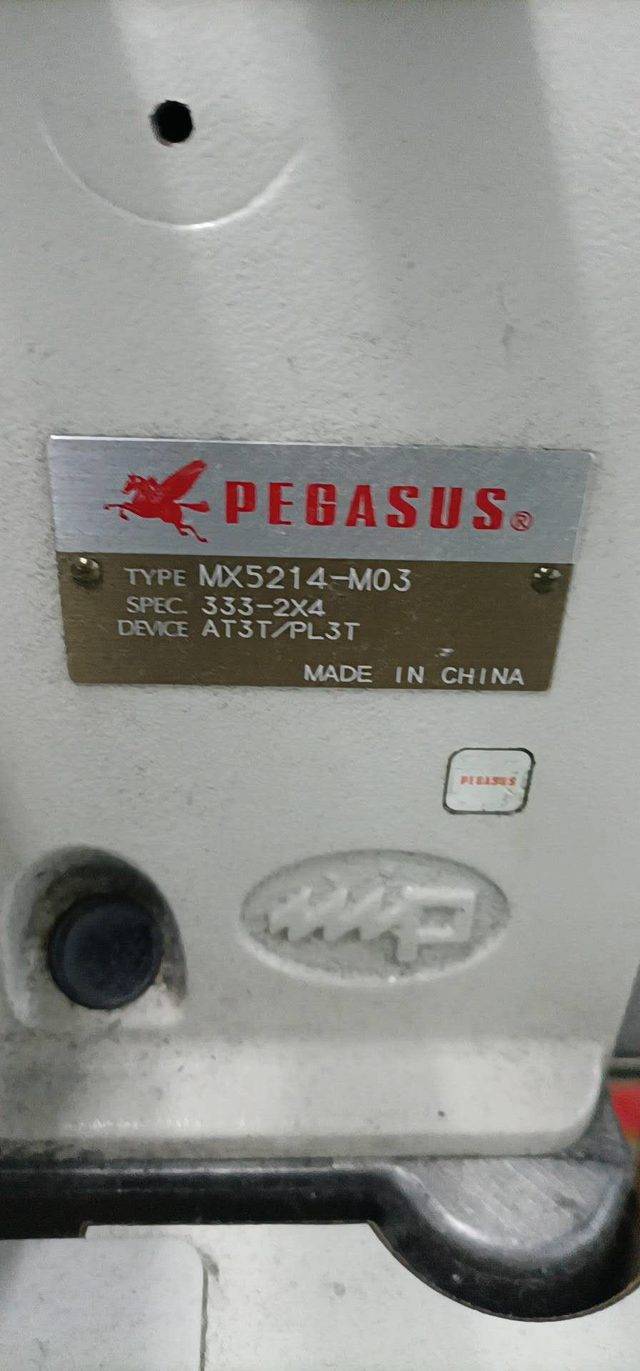 PEGASUS®
TYPE MX5214-M03
SPEC. 333-2X4
DEVICE AT3T/PL3T
MADE IN CHINA
PEGASUS